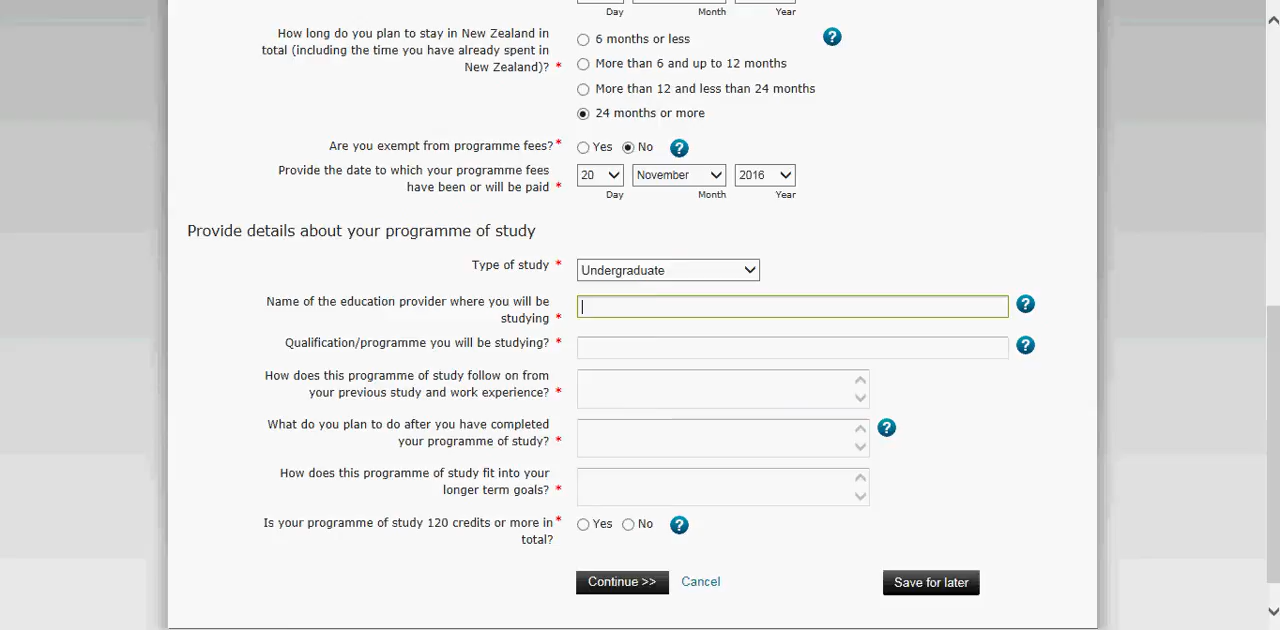 Day Month Year
How long do you plan to stay in New Zealand in
total (including the time you have already spent in
New Zealand)? *
6 months or less
?
More than 6 and up to 12 months
More than 12 and less than 24 months
24 months or more
Are you exempt from programme fees? * Yes No ?
Provide the date to which your programme fees
have been or will be paid *
20 November 2016
Day Month Year
Provide details about your programme of study
Type of study * Undergraduate
Name of the education provider where you will be
studying *
?
Qualification/programme you will be studying? * ?
How does this programme of study follow on from
your previous study and work experience? *
What do you plan to do after you have completed
your programme of study? *
?
How does this programme of study fit into your
longer term goals? *
Is your programme of study 120 credits or more in *
total?
Yes No ?
Continue >> Cancel Save for later